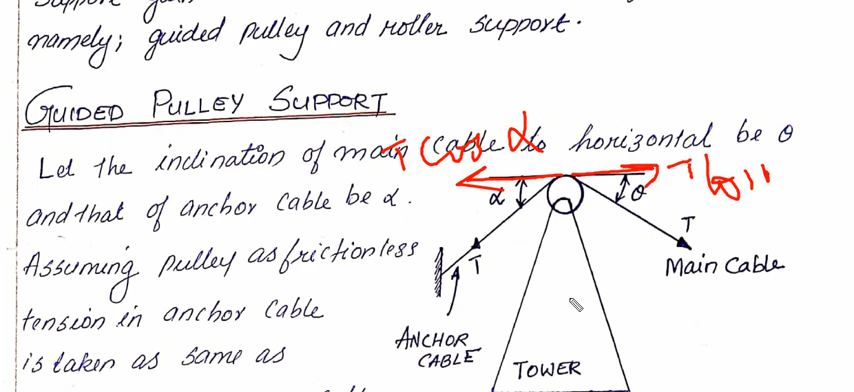 namely; guided pulley and roller support.
GUIDED PULLEY SUPPORT
Let the inclination of main cable to horizontal be θ
T cos α
and that of anchor cable be α.
α
θ
T
Assuming pulley as frictionless
T
Main Cable
tension in anchor cable
ANCHOR
CABLE
is taken as same as
TOWER